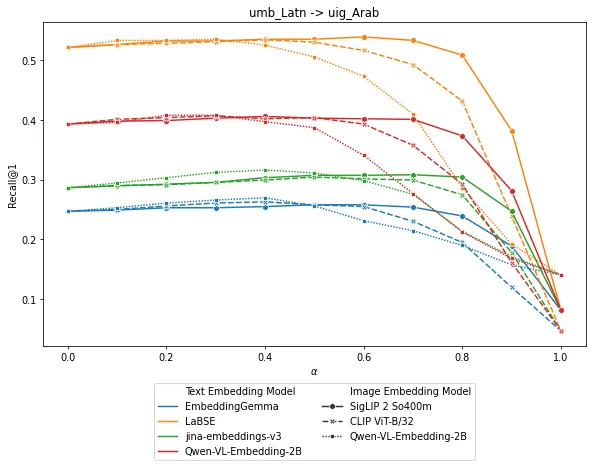 umb_Latn -> uig_Arab
Recall@1
0.5
0.4
0.3
0.2
0.1
0.0 0.2 0.4 0.6 0.8 1.0
α
Text Embedding Model Image Embedding Model
EmbeddingGemma SigLIP 2 So400m
LaBSE CLIP ViT-B/32
jina-embeddings-v3 Qwen-VL-Embedding-2B
Qwen-VL-Embedding-2B